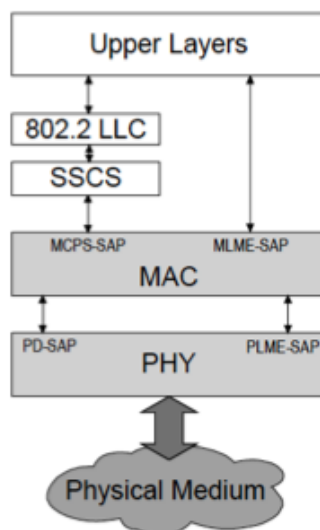 Upper Layers
802.2 LLC
SSCS
MCPS-SAP MLME-SAP
MAC
PD-SAP PLME-SAP
PHY
Physical Medium